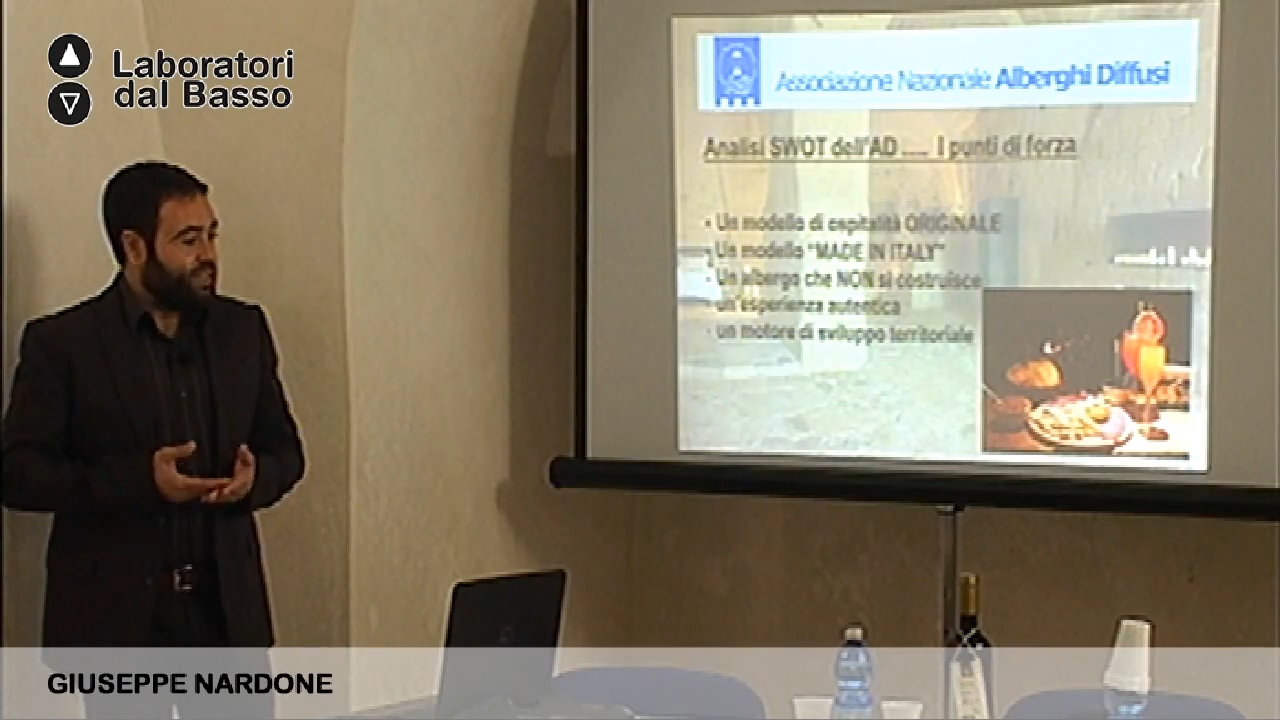 Laboratori
dal Basso
Associazione Nazionale Alberghi Diffusi
Analisi SWOT dell'AD..... I punti di forza
- Un modello di ospitalità ORIGINALE
- Un modello "MADE IN ITALY"
- Un albergo che NON si costruisce
- un'esperienza autentica
- un motore di sviluppo territoriale
GIUSEPPE NARDONE